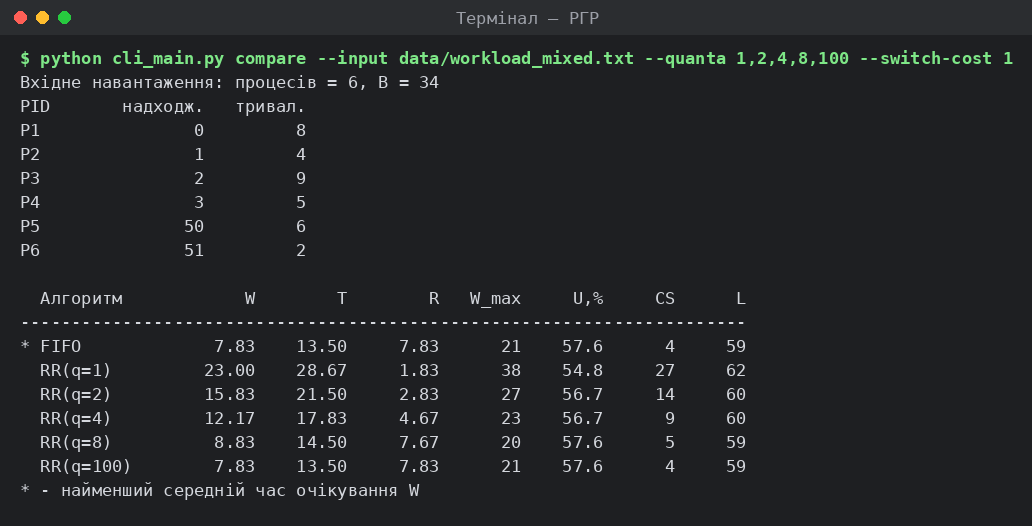 Термінал — РГР
$ python cli_main.py compare --input data/workload_mixed.txt --quanta 1,2,4,8,100 --switch-cost 1
Вхідне навантаження: процесів = 6, B = 34
PID       надходж.   тривал.
P1               0         8
P2               1         4
P3               2         9
P4               3         5
P5              50         6
P6              51         2
  Алгоритм            W        T        R   W_max     U,%     CS      L
-----------------------------------------------------------------------
* FIFO             7.83    13.50     7.83      21    57.6      4     59
  RR(q=1)         23.00    28.67     1.83      38    54.8     27     62
  RR(q=2)         15.83    21.50     2.83      27    56.7     14     60
  RR(q=4)         12.17    17.83     4.67      23    56.7      9     60
  RR(q=8)          8.83    14.50     7.67      20    57.6      5     59
  RR(q=100)        7.83    13.50     7.83      21    57.6      4     59
* - найменший середній час очікування W